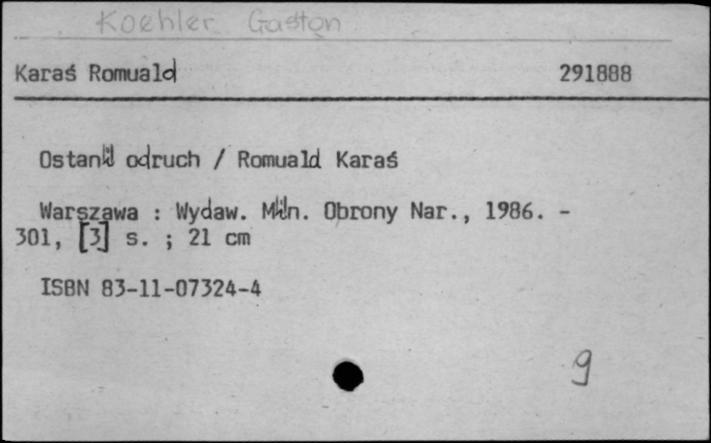 Koehler Gaston
Karaś Romuald 291888
odruch / Romuald Karaś
Warszawa : Wydaw. Min. Obrony Nar., 1986. -
301, [3] s. ; 21 cm
ISBN 83-11-07324-4
9